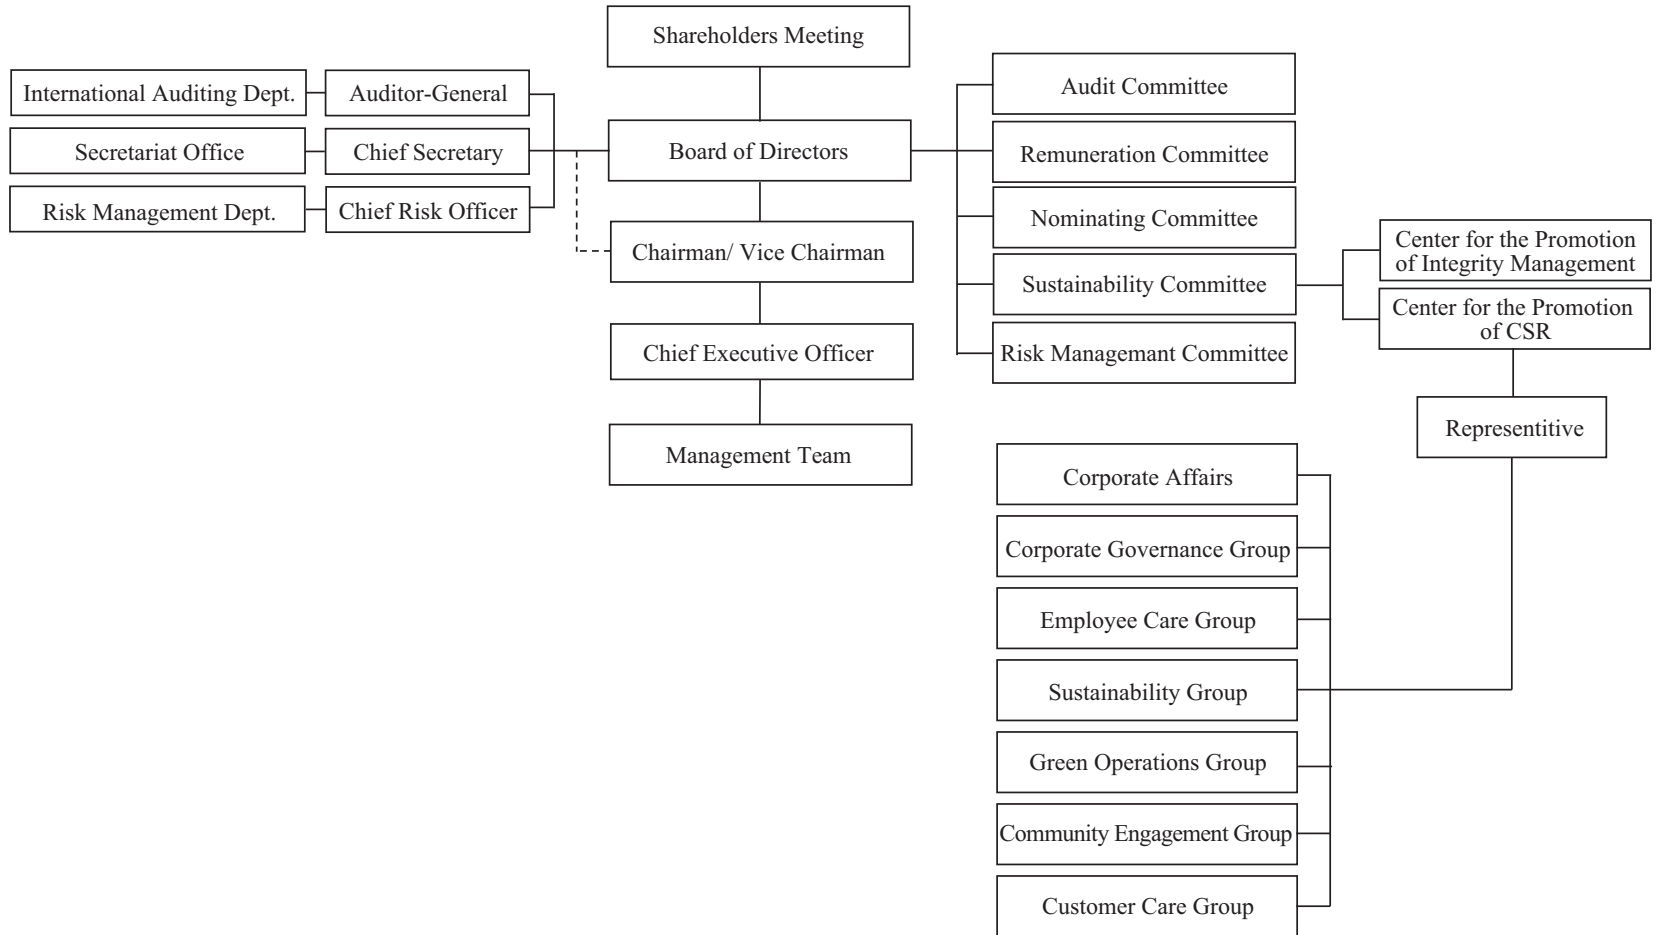 Shareholders Meeting
International Auditing Dept.
Auditor-General
Secretariat Office
Chief Secretary
Risk Management Dept.
Chief Risk Officer
Board of Directors
Chairman/ Vice Chairman
Chief Executive Officer
Management Team
Audit Committee
Remuneration Committee
Nominating Committee
Sustainability Committee
Risk Managemant Committee
Center for the Promotion
of Integrity Management
Center for the Promotion
of CSR
Representitive
Corporate Affairs
Corporate Governance Group
Employee Care Group
Sustainability Group
Green Operations Group
Community Engagement Group
Customer Care Group